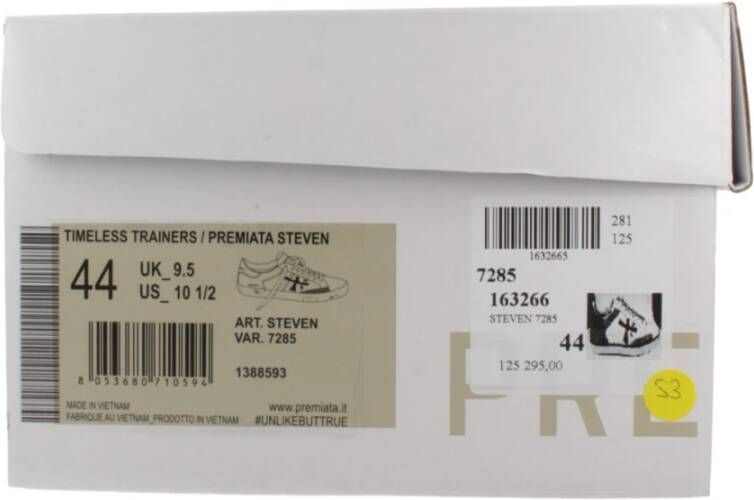 TIMELESS TRAINERS / PREMIATA STEVEN
44
UK_ 9.5
US_ 10 1/2
ART. STEVEN
VAR. 7285
8 053680 710594
1388593
MADE IN VIETNAM
FABRIQUE AU VIETNAM_PRODOTTO IN VIETNAM
www.premiata.it
#UNLIKEBUTTRUE
281
125
1632665
7285
163266
STEVEN 7285
44
125 295,00
53
PRE